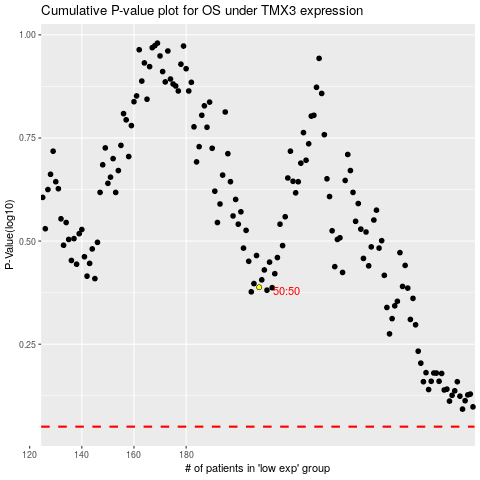 Cumulative P-value plot for OS under TMX3 expression
P-Value(log10)
1.00
0.75
0.50
0.25
50:50
120 140 160 180
# of patients in 'low exp' group